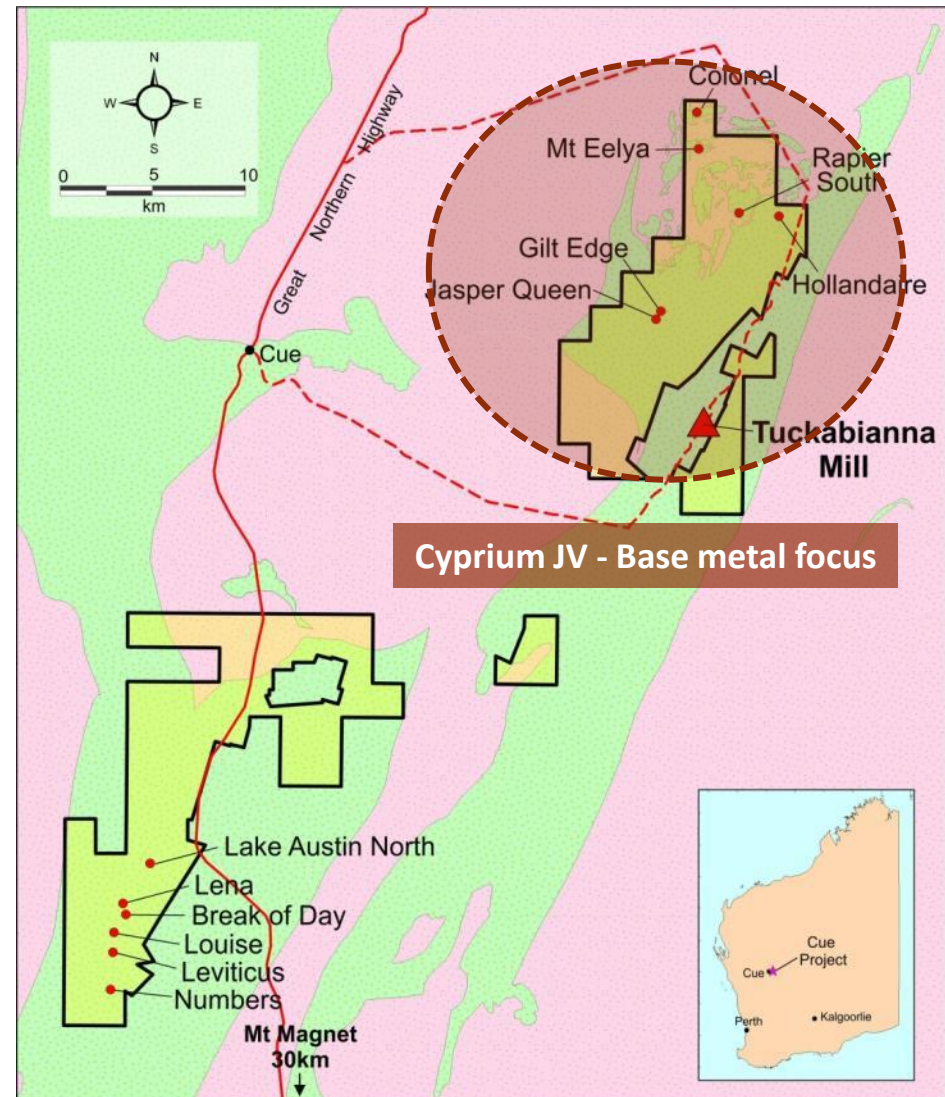 N
W E
S
0 5 10
km
Great Northern Highway
Colonel
Mt Eelya
Rapier
South
Gilt Edge
Jasper Queen
Hollandaire
Cue
Tuckabianna
Mill
Cyprium JV - Base metal focus
Lake Austin North
Lena
Break of Day
Louise
Leviticus
Numbers
Mt Magnet
30km
Cue
Project
Cue
Perth
Kalgoorlie